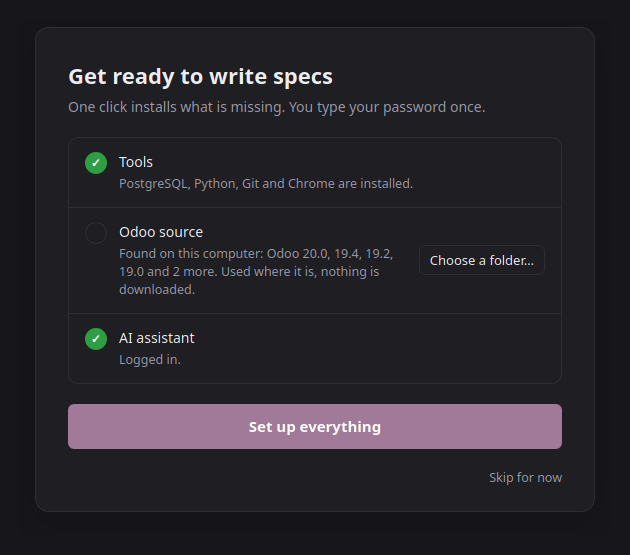 Get ready to write specs
One click installs what is missing. You type your password once.
Tools
PostgreSQL, Python, Git and Chrome are installed.
Odoo source
Found on this computer: Odoo 20.0, 19.4, 19.2,
19.0 and 2 more. Used where it is, nothing is
downloaded.
Choose a folder...
AI assistant
Logged in.
Set up everything
Skip for now